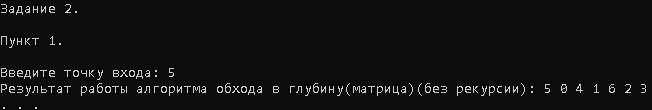 Задание 2.
Пункт 1.
Введите точку входа: 5
Результат работы алгоритма обхода в глубину(матрица)(без рекурсии): 5 0 4 1 6 2 3
. . .